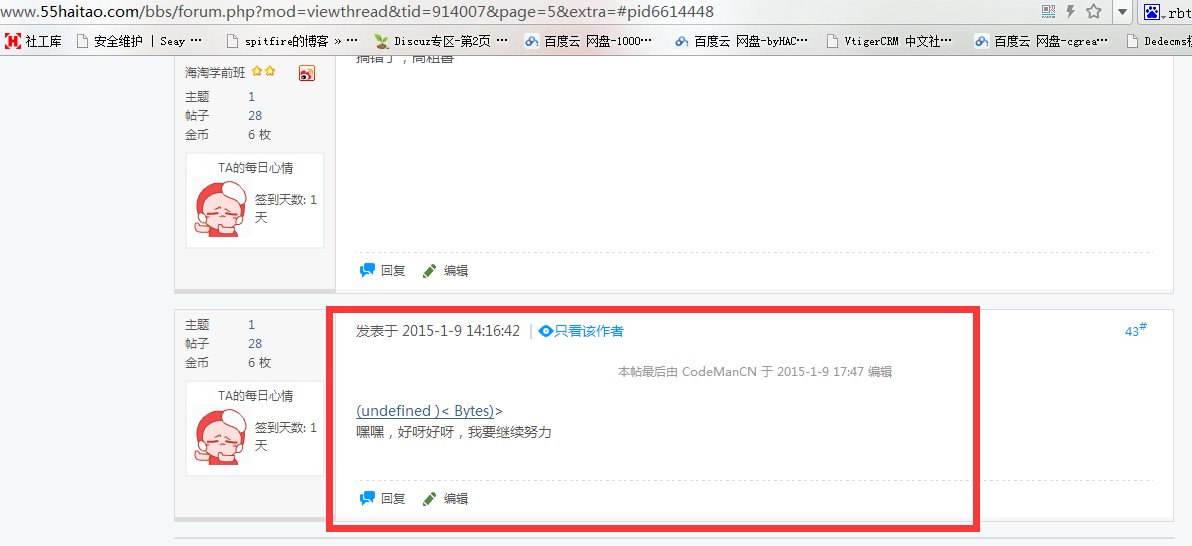 www.55haitao.com/bbs/forum.php?mod=viewthread&tid=914007&page=5&extra=#pid6614448
rbt
社工库 安全维护 | Seay … spitfire的博客 » … Discuz专区-第2页 … 百度云 网盘-1000… 百度云 网盘-byHAC… VtigerCRM 中文社… 百度云 网盘-cgrea… Dedecms
海淘学前班
主题 1
帖子 28
金币 6 枚
TA的每日心情
签到天数: 1
天
回复 编辑
主题 1
帖子 28
金币 6 枚
TA的每日心情
签到天数: 1
天
发表于 2015-1-9 14:16:42 | 只看该作者
43#
本帖最后由 CodeManCN 于 2015-1-9 17:47 编辑
(undefined )< Bytes)>
嘿嘿，好呀好呀，我要继续努力
回复 编辑